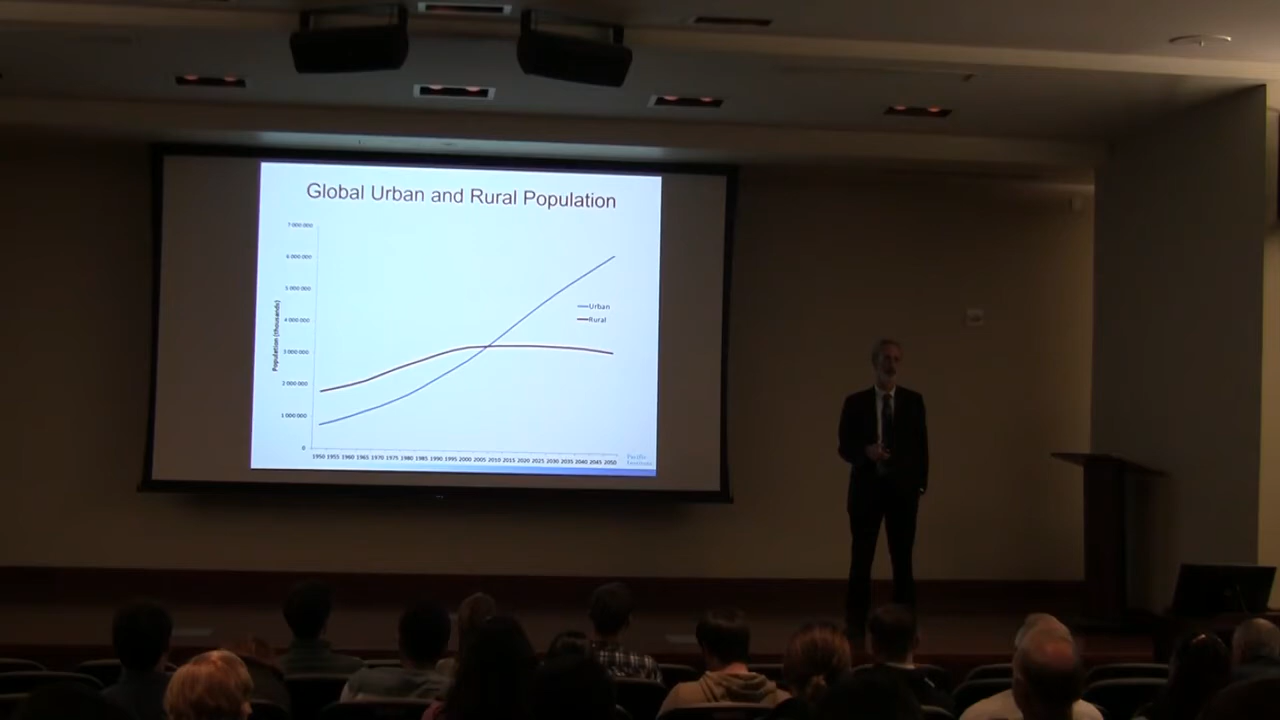 Global Urban and Rural Population
7 000 000
6 000 000
5 000 000
4 000 000
3 000 000
2 000 000
1 000 000
0
Population (thousands)
Urban
Rural
1950 1955 1960 1965 1970 1975 1980 1985 1990 1995 2000 2005 2010 2015 2020 2025 2030 2035 2040 2045 2050
Pacific
Institute